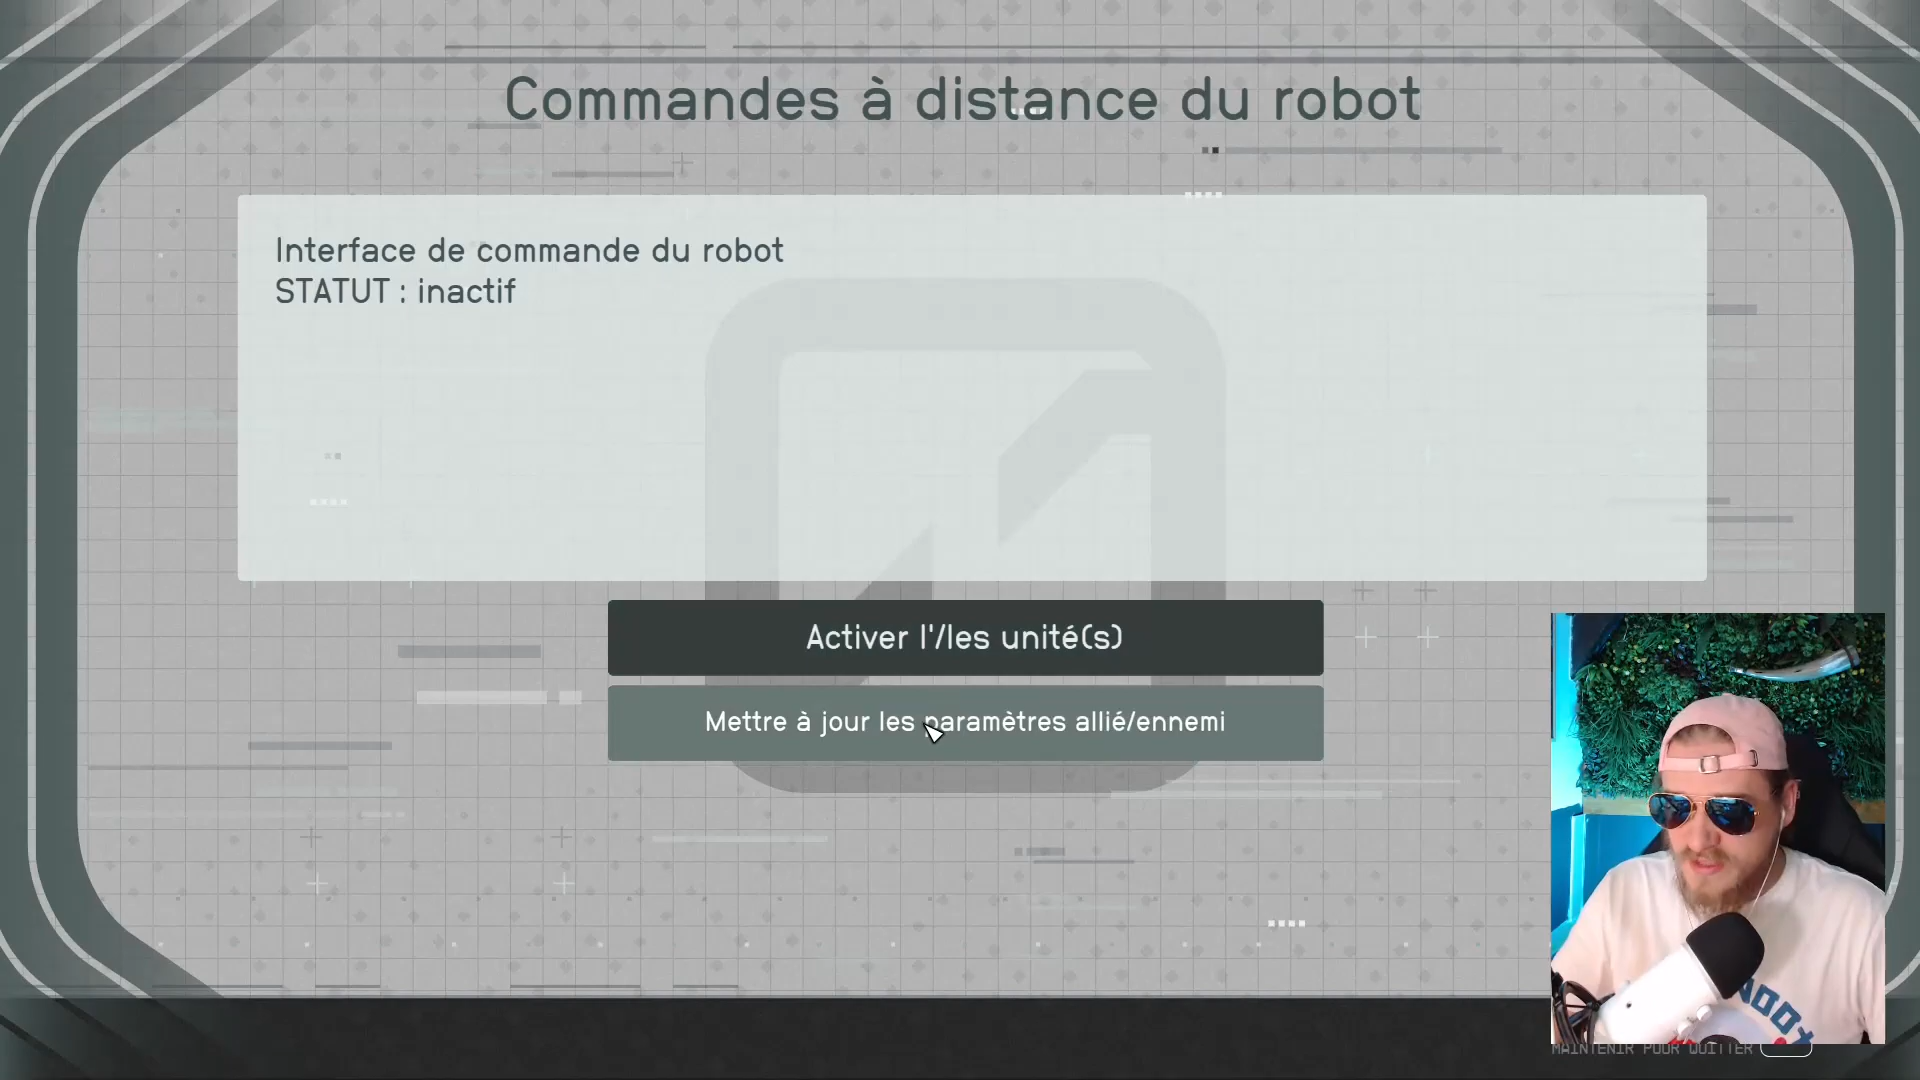 Commandes à distance du robot
Interface de commande du robot
STATUT : inactif
Activer l'/les unité(s)
Mettre à jour les paramètres allié/ennemi
MAINTENIR POUR QUITTER